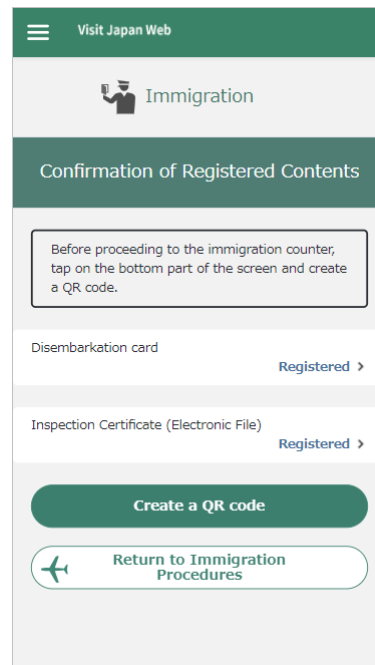 Visit Japan Web
Immigration
Confirmation of Registered Contents
Before proceeding to the immigration counter,
tap on the bottom part of the screen and create
a QR code.
Disembarkation card
Registered >
Inspection Certificate (Electronic File)
Registered >
Create a QR code
Return to Immigration
Procedures